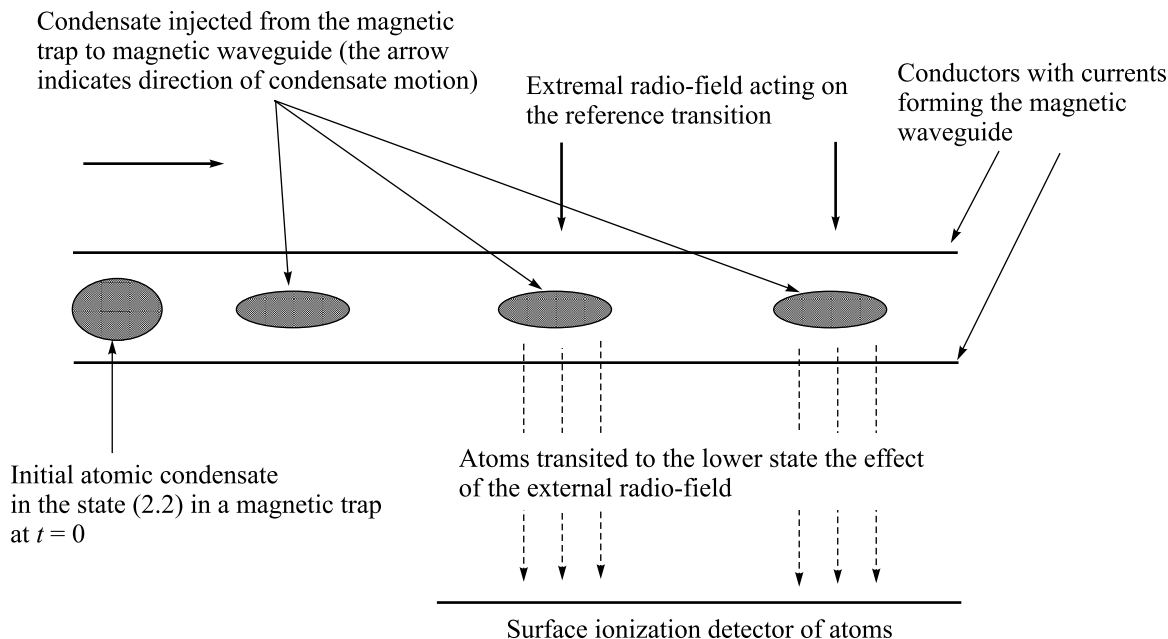 Condensate injected from the magnetic
trap to magnetic waveguide (the arrow
indicates direction of condensate motion)
Extremal radio-field acting on
the reference transition
Conductors with currents
forming the magnetic
waveguide
Initial atomic condensate
in the state (2.2) in a magnetic trap
at t = 0
Atoms transited to the lower state the effect
of the external radio-field
Surface ionization detector of atoms